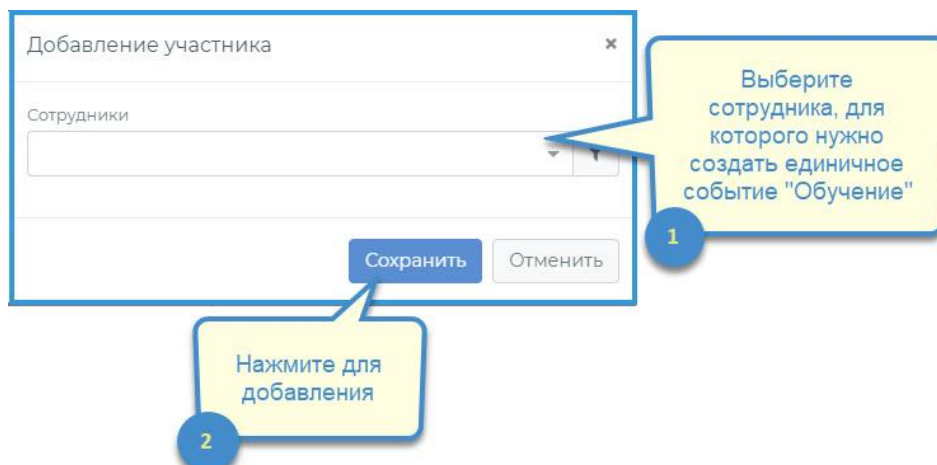 Добавление участника
×
Сотрудники
Выберите
сотрудника, для
которого нужно
создать единичное
событие "Обучение"
1
Сохранить
Отменить
Нажмите для
добавления
2